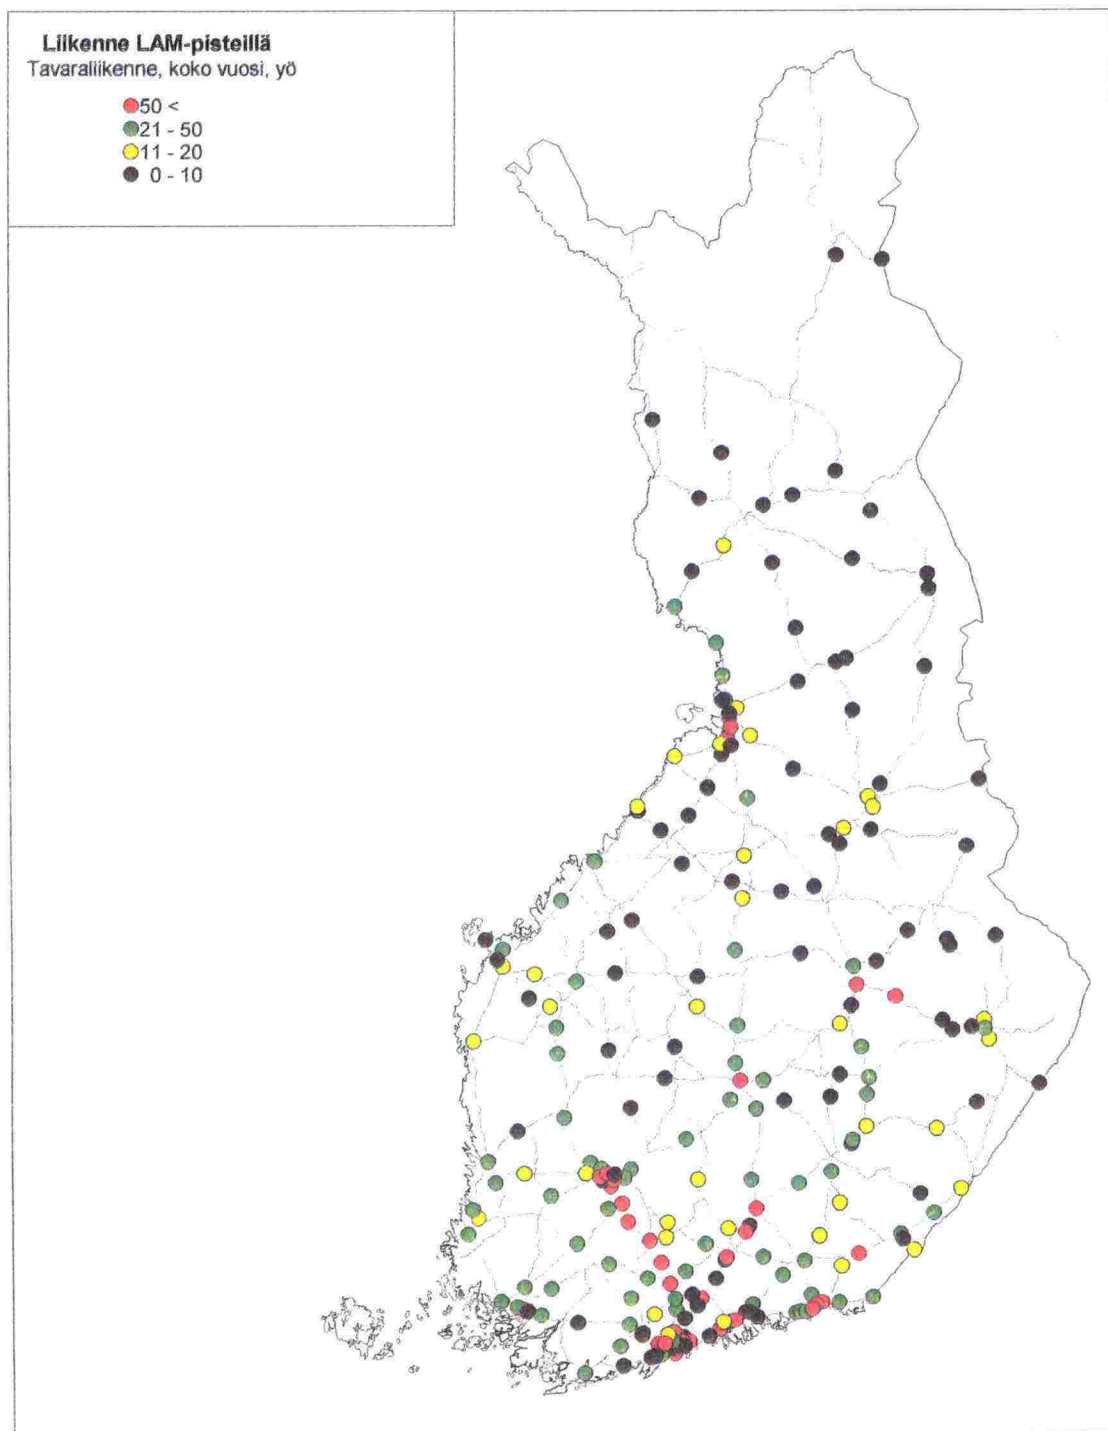 Liikenne LAM-pisteillä
Tavaraliikenne, koko vuosi, yö
50 <
21 - 50
11 - 20
0 - 10